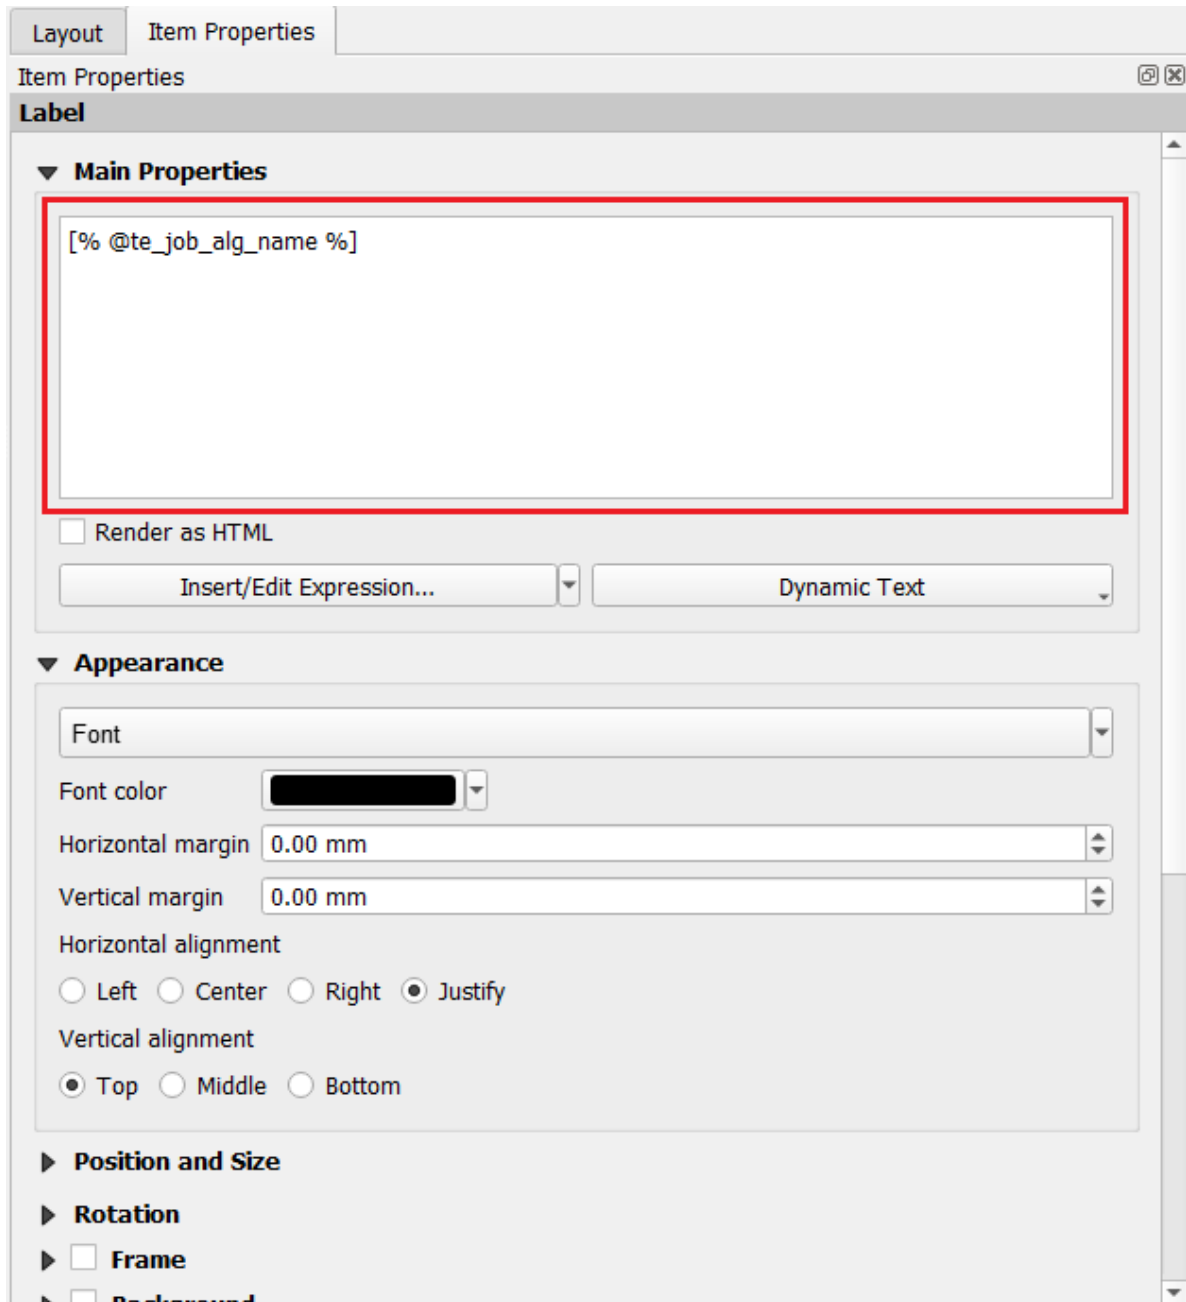 Layout Item Properties
Item Properties
Label
Main Properties
[% @te_job_alg_name %]
Render as HTML
Insert/Edit Expression... Dynamic Text
Appearance
Font
Font color
Horizontal margin 0.00 mm
Vertical margin 0.00 mm
Horizontal alignment
Left Center Right Justify
Vertical alignment
Top Middle Bottom
Position and Size
Rotation
Frame
Background